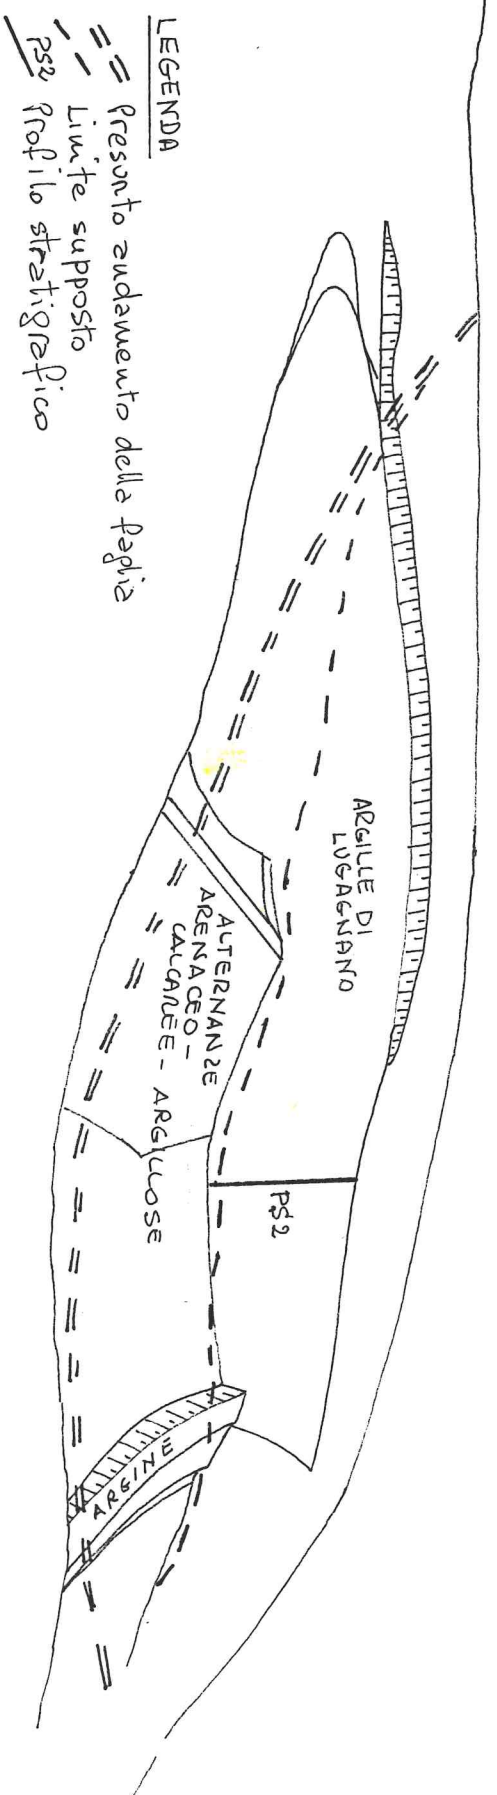 LEGENDA
== Presunto andamento della faglia
-- Limite supposto
PS2 Profilo stratigrafico
ARGILLE DI
LUGAGNANO
ALTERNANZE
ARENACEO-
CALCAREE- ARGILLOSE
PS2
ARGINE